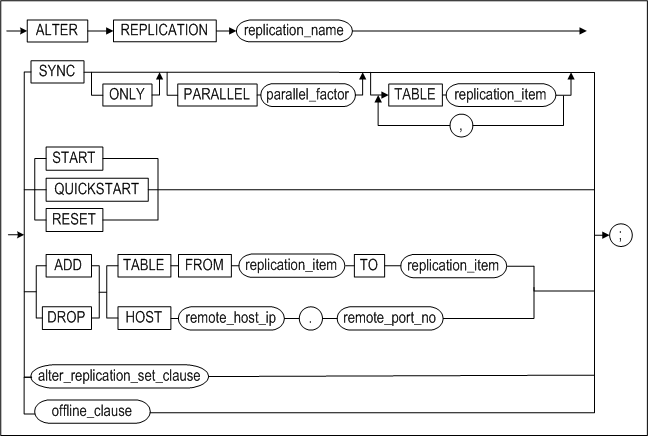 ALTER REPLICATION replication_name
SYNC
ONLY PARALLEL parallel_factor TABLE replication_item
,
START
QUICKSTART
RESET
;
ADD TABLE FROM replication_item TO replication_item
DROP HOST remote_host_ip . remote_port_no
alter_replication_set_clause
offline_clause